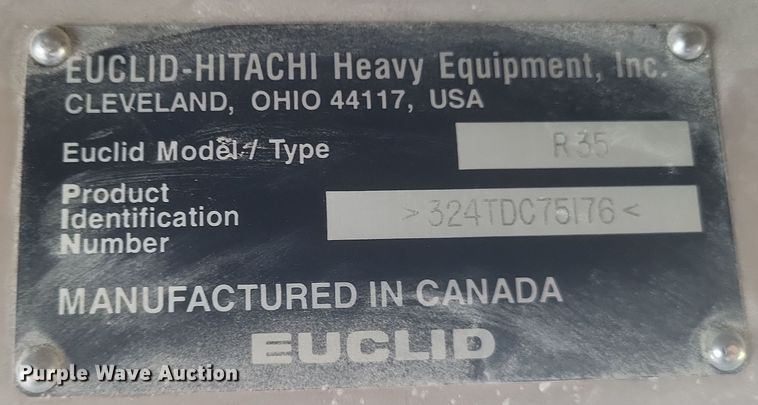 EUCLID-HITACHI Heavy Equipment, Inc.
CLEVELAND, OHIO 44117, USA
Euclid Model / Type R35
Product
Identification >324TDC75176<
Number
MANUFACTURED IN CANADA
EUCLID
Purple Wave Auction